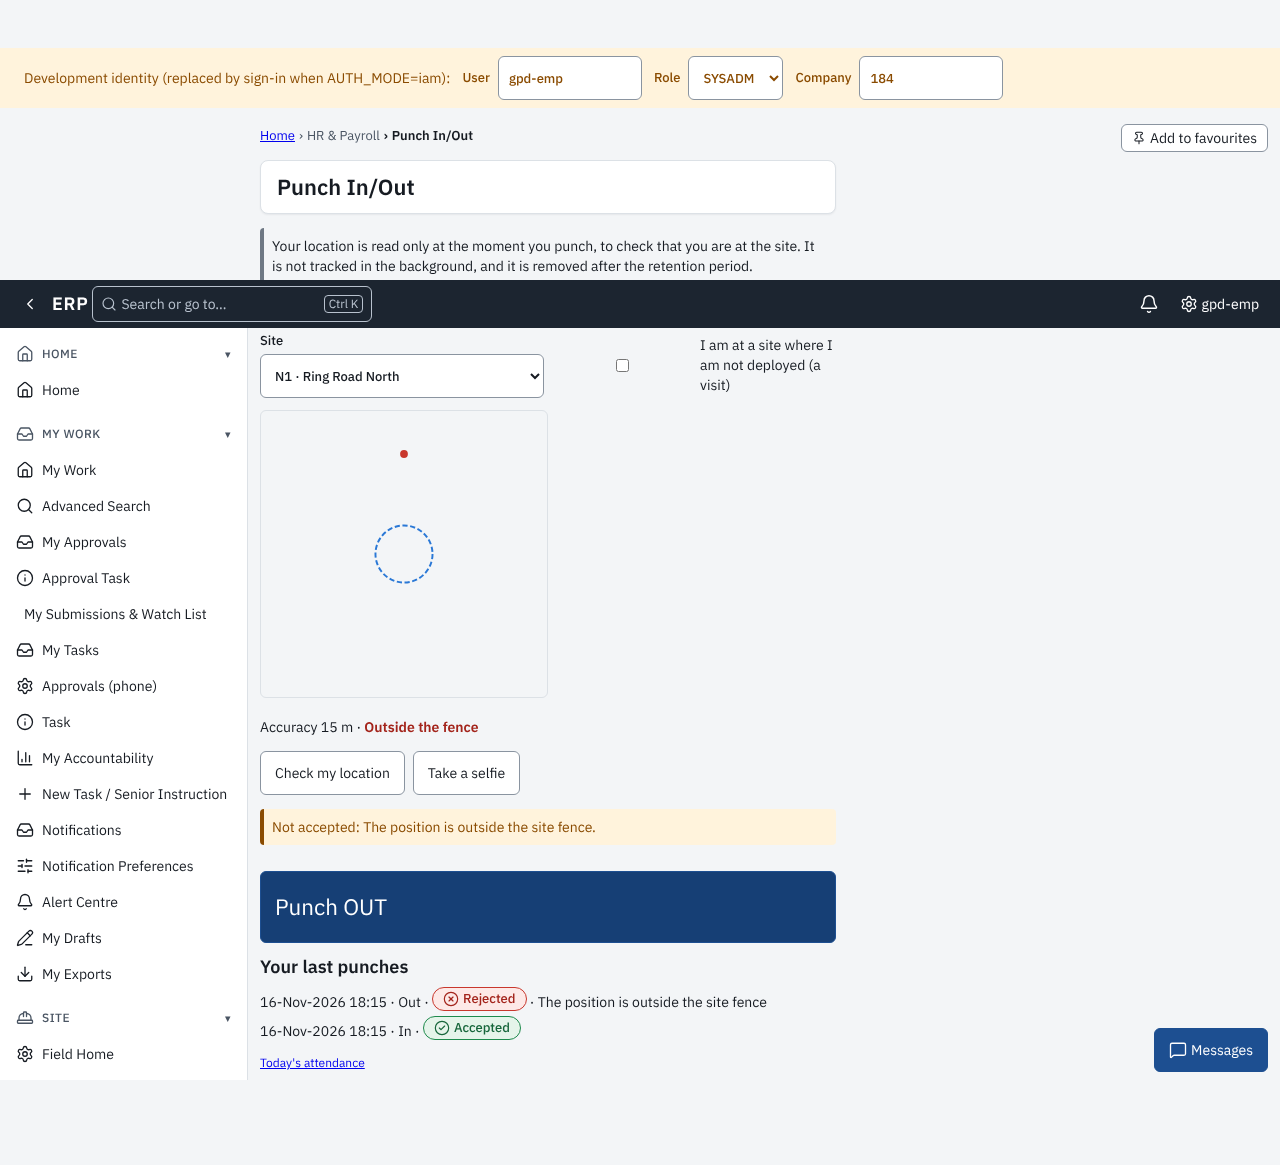 Development identity (replaced by sign-in when AUTH_MODE=iam): User gpd-emp Role SYSADM Company 184
Home › HR & Payroll › Punch In/Out
Add to favourites
Punch In/Out
Your location is read only at the moment you punch, to check that you are at the site. It
is not tracked in the background, and it is removed after the retention period.
ERP Search or go to... Ctrl K gpd-emp
HOME
Home
MY WORK
My Work
Advanced Search
My Approvals
Approval Task
My Submissions & Watch List
My Tasks
Approvals (phone)
Task
My Accountability
New Task / Senior Instruction
Notifications
Notification Preferences
Alert Centre
My Drafts
My Exports
SITE
Field Home
Site
N1 · Ring Road North
I am at a site where I
am not deployed (a
visit)
Accuracy 15 m · Outside the fence
Check my location Take a selfie
Not accepted: The position is outside the site fence.
Punch OUT
Your last punches
16-Nov-2026 18:15 · Out · Rejected · The position is outside the site fence
16-Nov-2026 18:15 · In · Accepted
Today's attendance
Messages